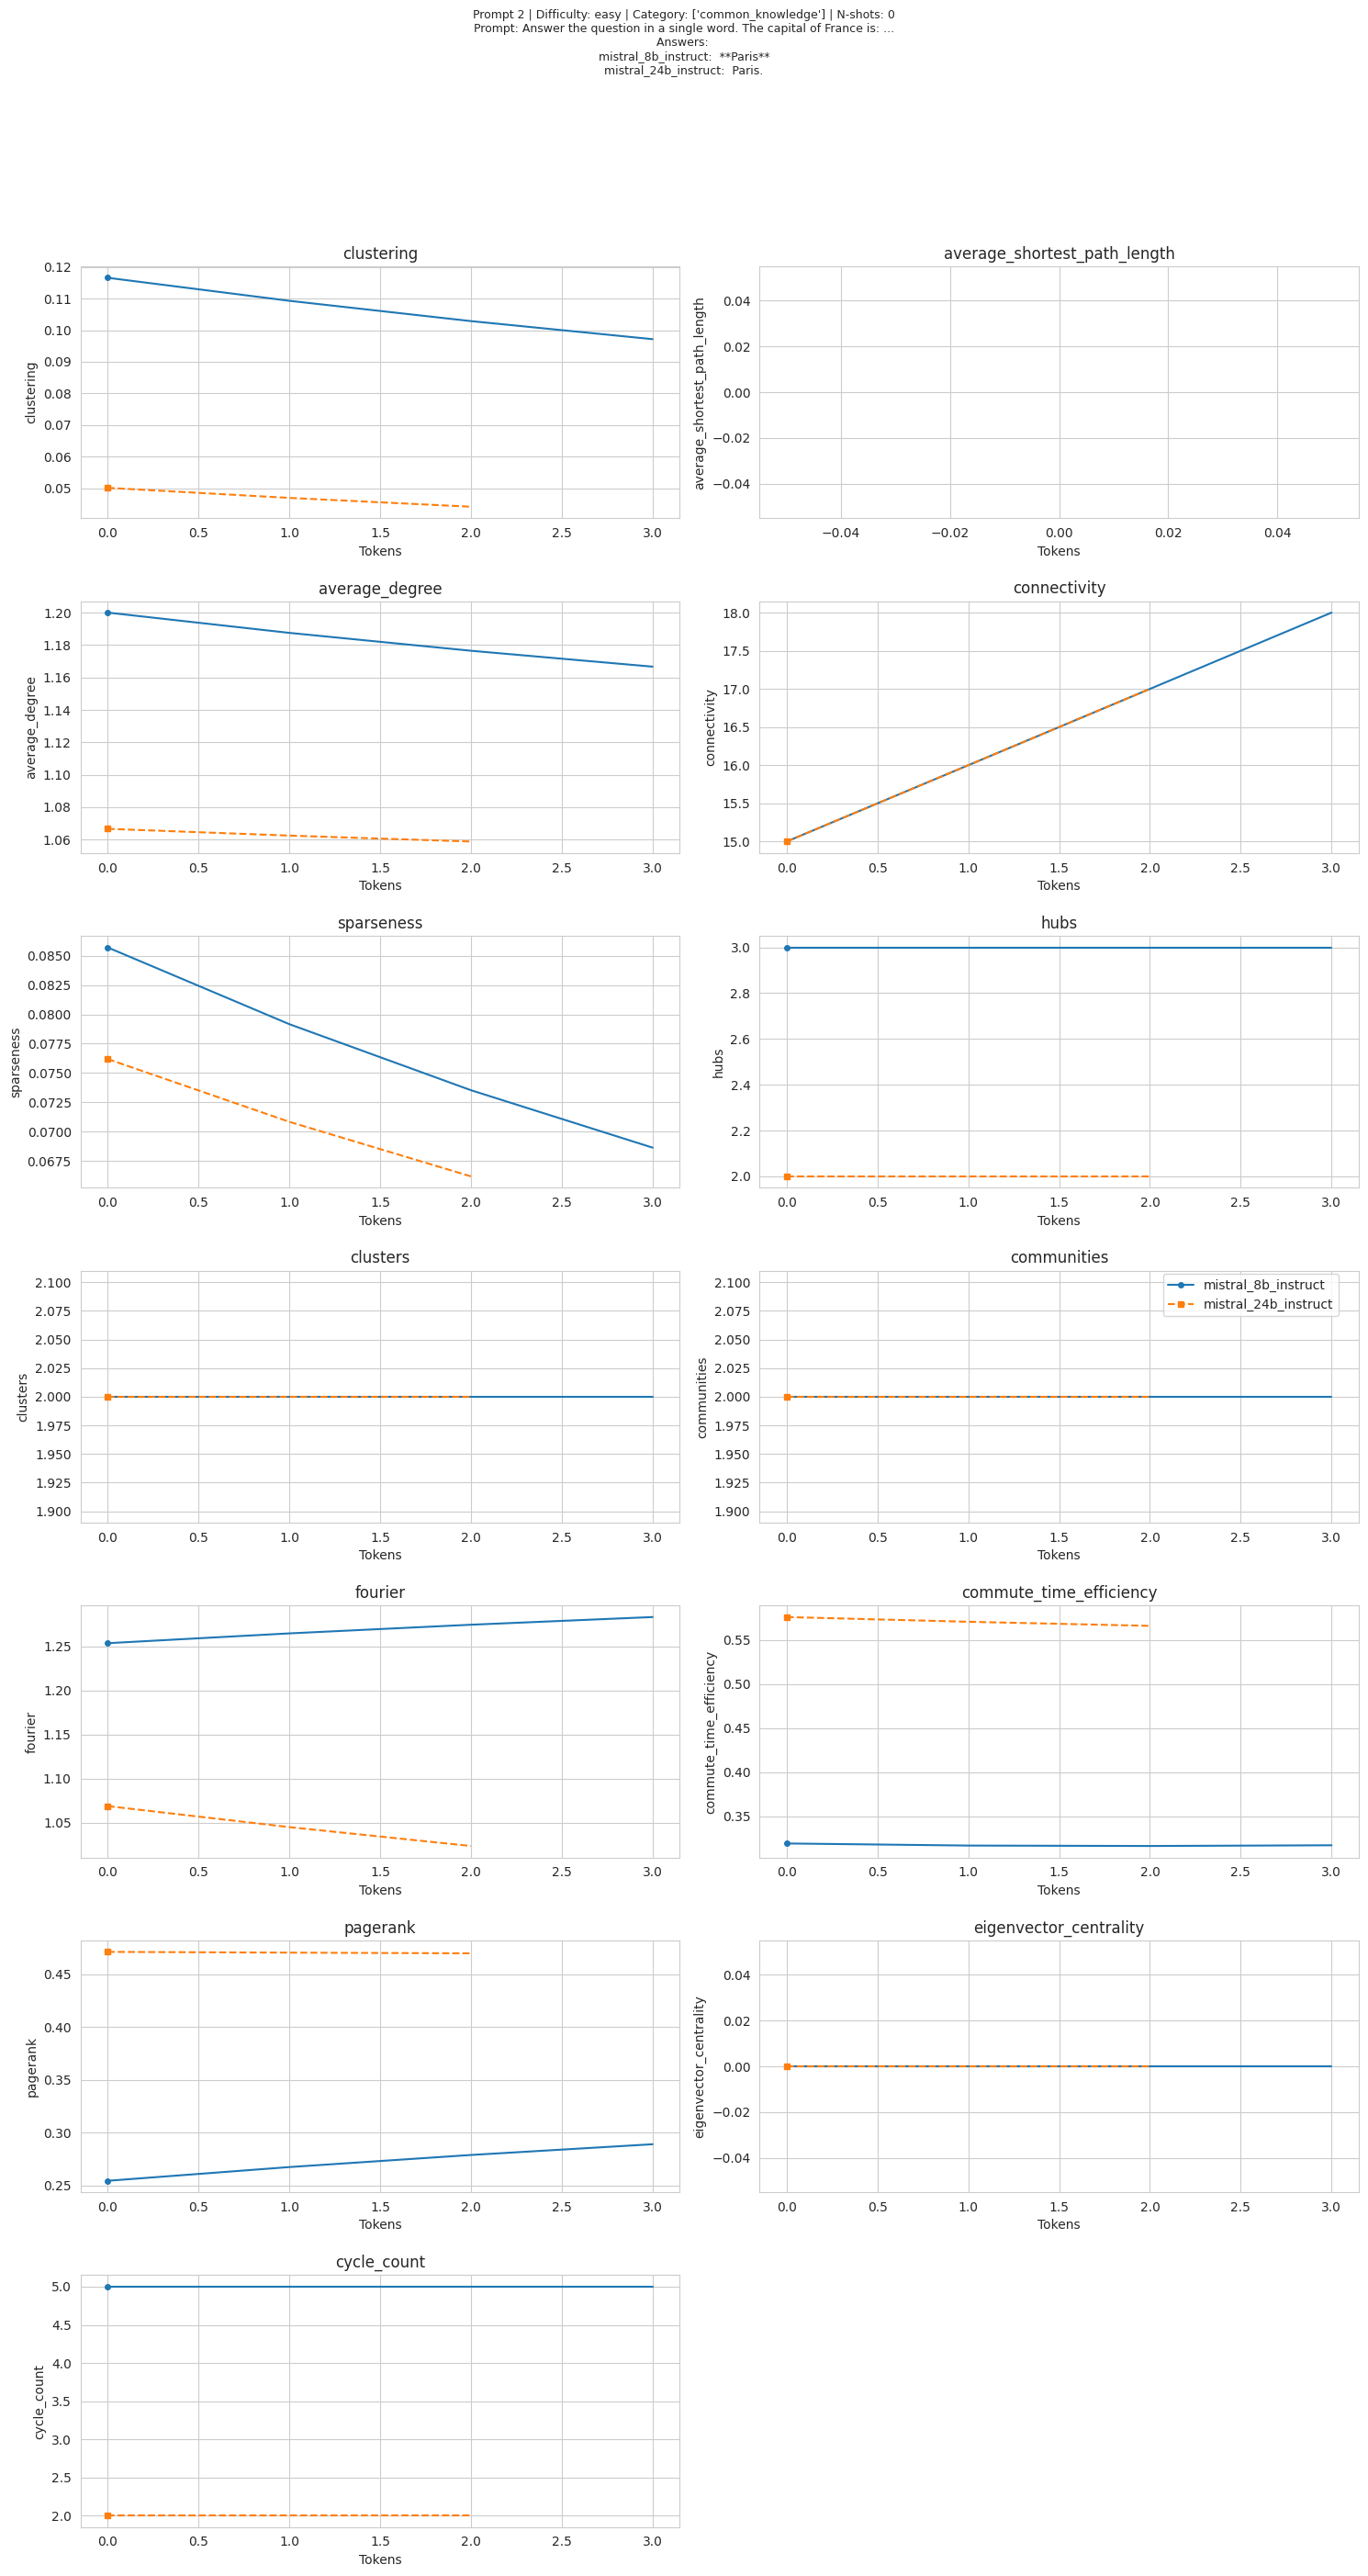 Prompt 2 | Difficulty: easy | Category: ['common_knowledge'] | N-shots: 0
Prompt: Answer the question in a single word. The capital of France is: ...
Answers:
mistral_8b_instruct:  **Paris**
mistral_24b_instruct:  Paris.
clustering
clustering
0.12
0.11
0.10
0.09
0.08
0.07
0.06
0.05
0.0 0.5 1.0 1.5 2.0 2.5 3.0
Tokens
average_shortest_path_length
average_shortest_path_length
0.04
0.02
0.00
−0.02
−0.04
−0.04 −0.02 0.00 0.02 0.04
Tokens
average_degree
average_degree
1.20
1.18
1.16
1.14
1.12
1.10
1.08
1.06
0.0 0.5 1.0 1.5 2.0 2.5 3.0
Tokens
connectivity
connectivity
18.0
17.5
17.0
16.5
16.0
15.5
15.0
0.0 0.5 1.0 1.5 2.0 2.5 3.0
Tokens
sparseness
sparseness
0.0850
0.0825
0.0800
0.0775
0.0750
0.0725
0.0700
0.0675
0.0 0.5 1.0 1.5 2.0 2.5 3.0
Tokens
hubs
hubs
3.0
2.8
2.6
2.4
2.2
2.0
0.0 0.5 1.0 1.5 2.0 2.5 3.0
Tokens
clusters
clusters
2.100
2.075
2.050
2.025
2.000
1.975
1.950
1.925
1.900
0.0 0.5 1.0 1.5 2.0 2.5 3.0
Tokens
communities
communities
2.100
2.075
2.050
2.025
2.000
1.975
1.950
1.925
1.900
mistral_8b_instruct
mistral_24b_instruct
0.0 0.5 1.0 1.5 2.0 2.5 3.0
Tokens
fourier
fourier
1.25
1.20
1.15
1.10
1.05
0.0 0.5 1.0 1.5 2.0 2.5 3.0
Tokens
commute_time_efficiency
commute_time_efficiency
0.55
0.50
0.45
0.40
0.35
0.0 0.5 1.0 1.5 2.0 2.5 3.0
Tokens
pagerank
pagerank
0.45
0.40
0.35
0.30
0.25
0.0 0.5 1.0 1.5 2.0 2.5 3.0
Tokens
eigenvector_centrality
eigenvector_centrality
0.04
0.02
0.00
−0.02
−0.04
0.0 0.5 1.0 1.5 2.0 2.5 3.0
Tokens
cycle_count
cycle_count
5.0
4.5
4.0
3.5
3.0
2.5
2.0
0.0 0.5 1.0 1.5 2.0 2.5 3.0
Tokens